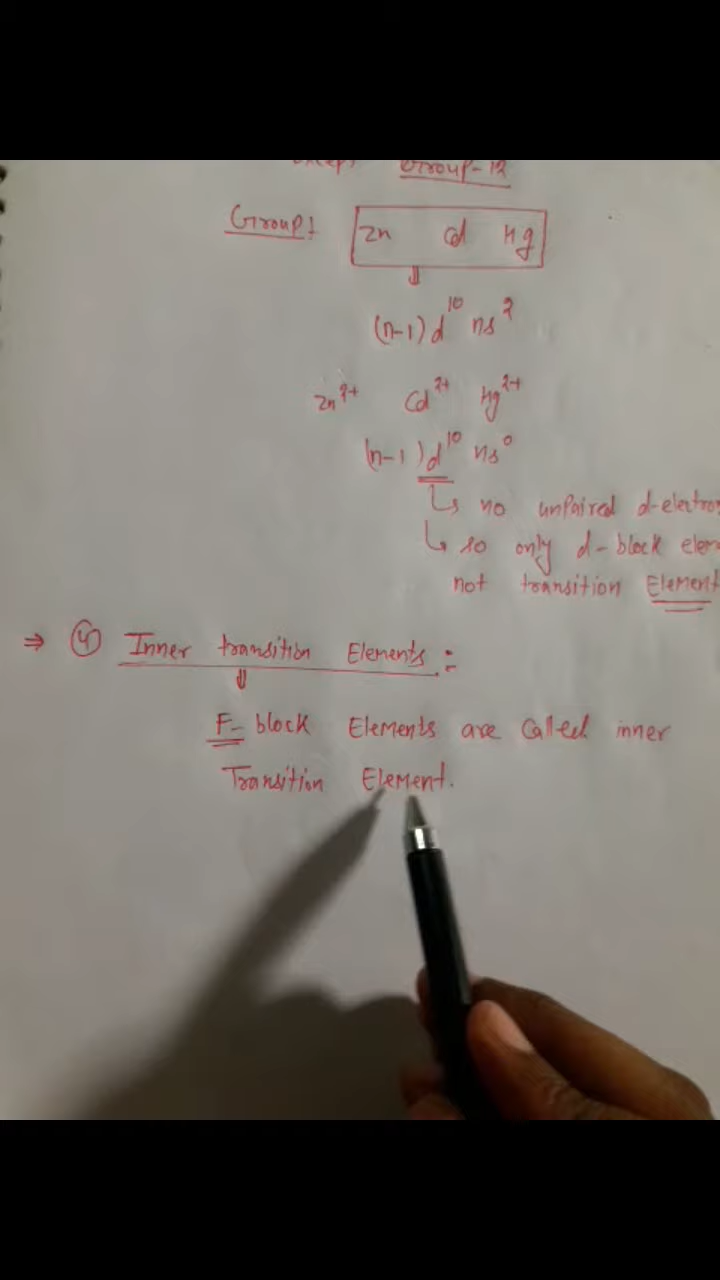 Group-12
Group! Zn Cd Hg
⇓
(n-1)d¹⁰ ns²
Zn²⁺ Cd²⁺ Hg²⁺
(n-1)d¹⁰ ns⁰
↳ no unpaired d-electro
↳ so only d-block ele
not transition Element
⇒ (4) Inner transition Elements :-
⇓
F- block Elements are called inner
Transition Element.